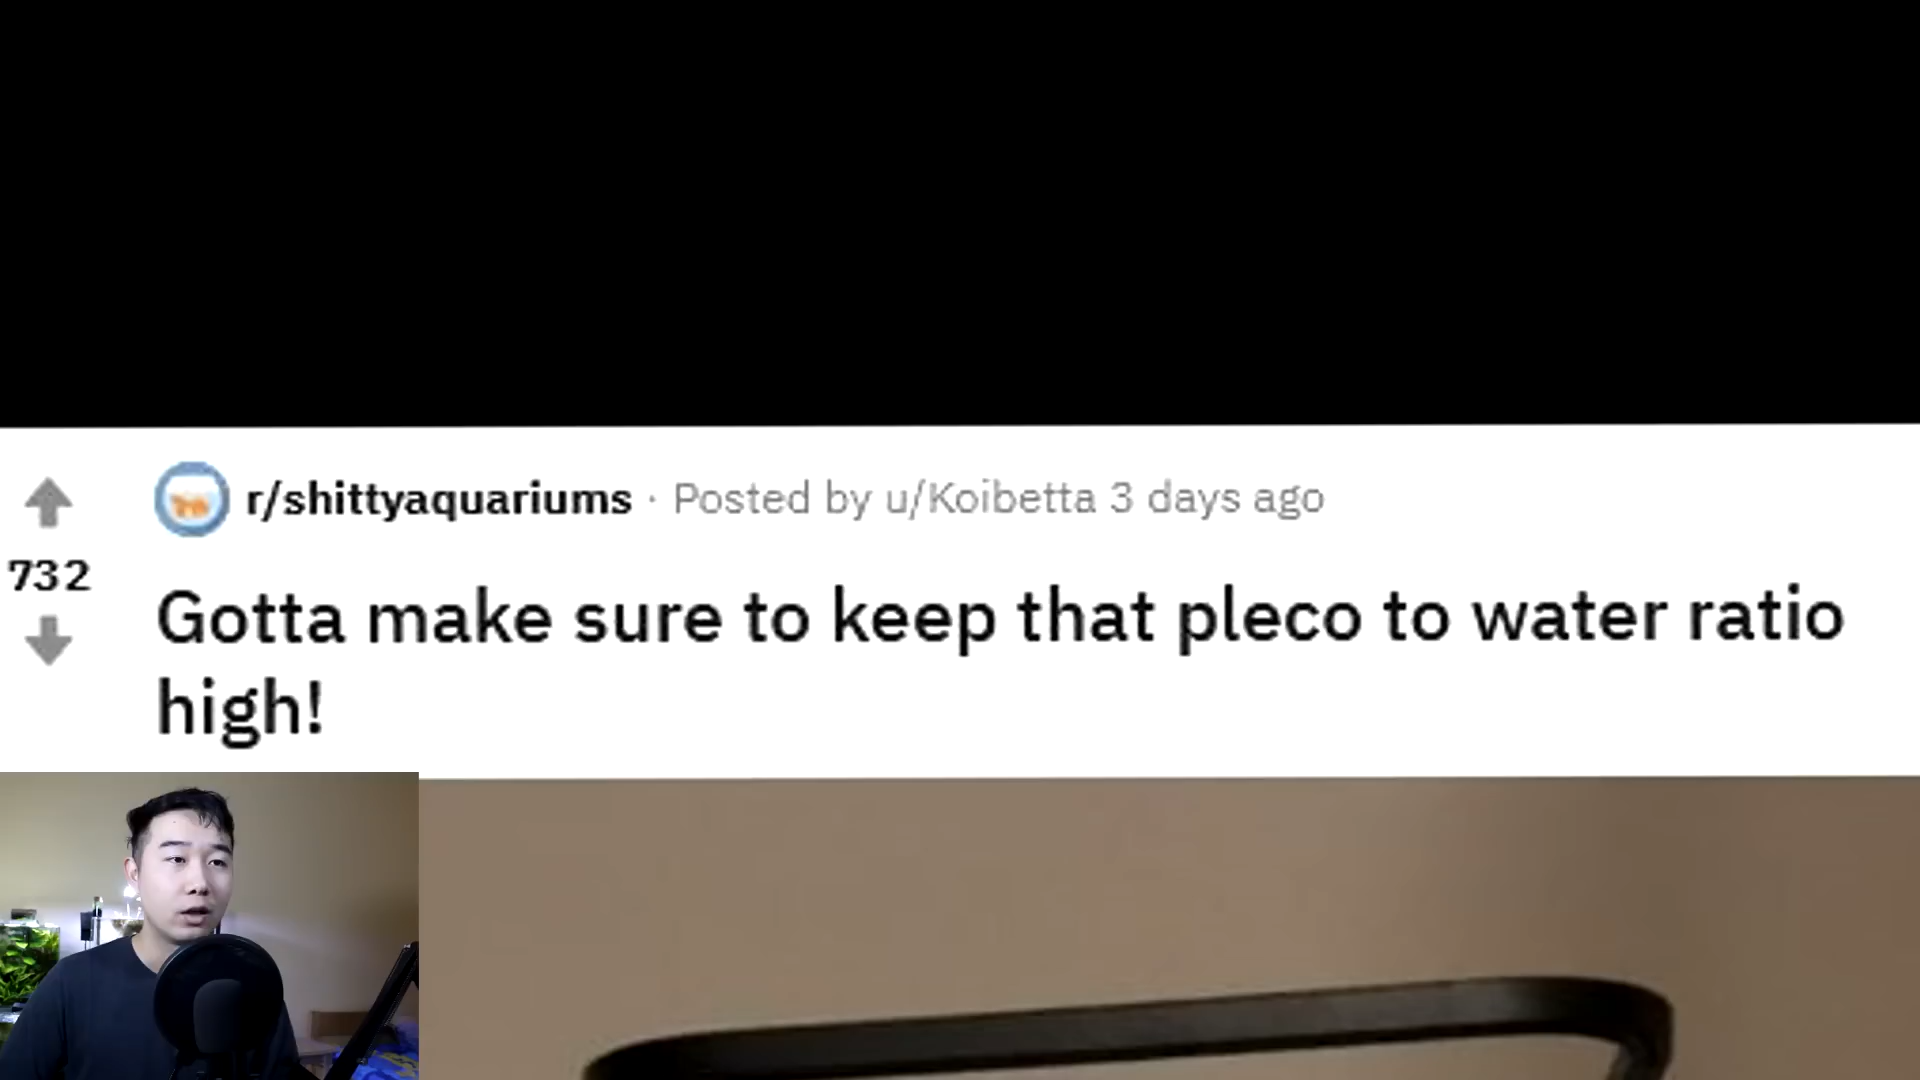 r/shittyaquariums · Posted by u/Koibetta 3 days ago
732
Gotta make sure to keep that pleco to water ratio
high!